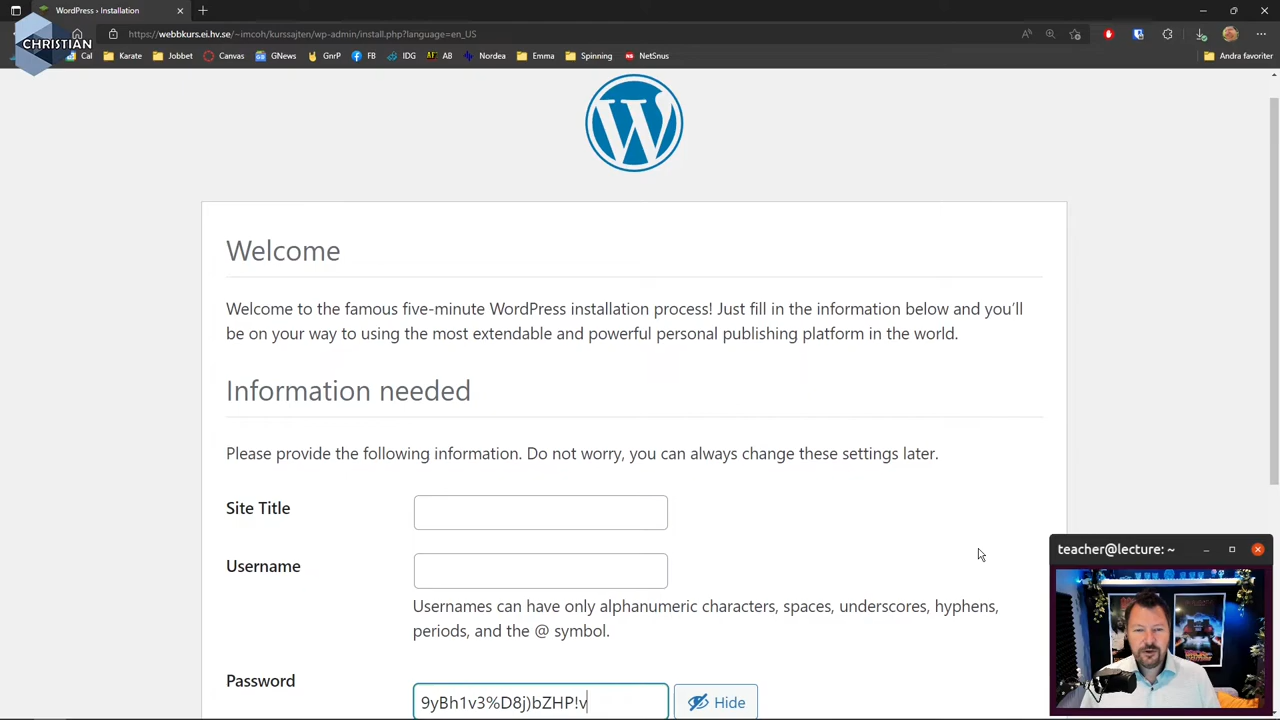 WordPress › Installation
https://webbkurs.ei.hv.se/~imcoh/kurssajten/wp-admin/install.php?language=en_US
CHRISTIAN
Cal Karate Jobbet Canvas GNews GnrP FB IDG AF AB Nordea Emma Spinning NetSnus Andra favoriter
Welcome
Welcome to the famous five-minute WordPress installation process! Just fill in the information below and you’ll
be on your way to using the most extendable and powerful personal publishing platform in the world.
Information needed
Please provide the following information. Do not worry, you can always change these settings later.
Site Title
Username
Usernames can have only alphanumeric characters, spaces, underscores, hyphens,
periods, and the @ symbol.
teacher@lecture: ~
Password
9yBh1v3%D8j)bZHP!v
Hide